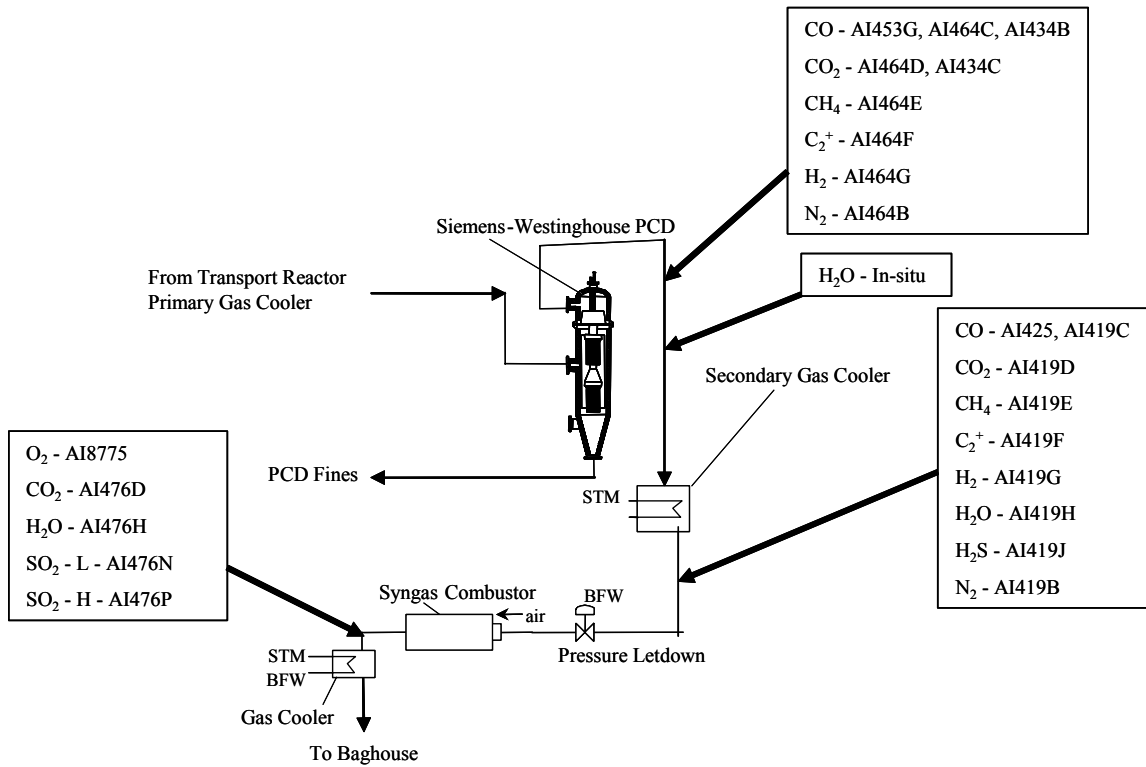 CO - AI453G, AI464C, AI434B
CO₂ - AI464D, AI434C
CH₄ - AI464E
C₂⁺ - AI464F
H₂ - AI464G
N₂ - AI464B
Siemens-Westinghouse PCD
From Transport Reactor
Primary Gas Cooler
H₂O - In-situ
CO - AI425, AI419C
CO₂ - AI419D
CH₄ - AI419E
C₂⁺ - AI419F
H₂ - AI419G
H₂O - AI419H
H₂S - AI419J
N₂ - AI419B
Secondary Gas Cooler
O₂ - AI8775
CO₂ - AI476D
H₂O - AI476H
SO₂ - L - AI476N
SO₂ - H - AI476P
PCD Fines
STM
Syngas Combustor
air
BFW
Pressure Letdown
STM
BFW
Gas Cooler
To Baghouse